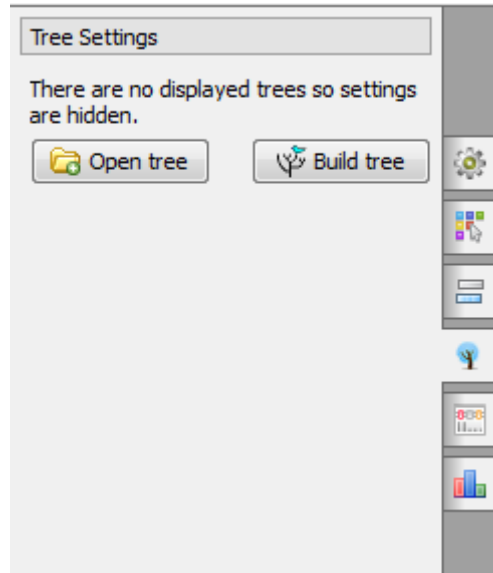 Tree Settings
There are no displayed trees so settings
are hidden.
Open tree
Build tree